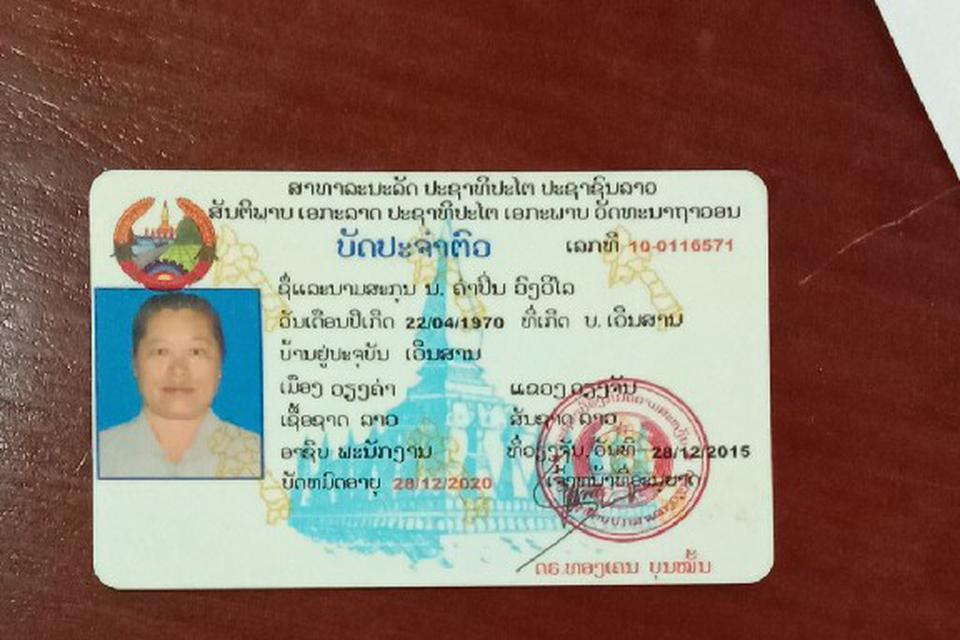 ສາທາລະນະລັດ ປະຊາທິປະໄຕ ປະຊາຊົນລາວ
ສັນຕິພາບ ເອກະລາດ ປະຊາທິປະໄຕ ເອກະພາບ ວັດທະນາຖາວອນ
ບັດປະຈຳຕົວ ເລກທີ 10-0116571
ຊື່ແລະນາມສະກຸນ ນ. ຄຳປິ່ນ ວົງວິໄລ
ວັນເດືອນປີເກີດ 22/04/1970 ທີ່ເກີດ ບ. ເອີນສານ
ບ້ານຢູ່ປະຈຸບັນ ເອີນສານ
ເມືອງ ວຽງຄຳ ແຂວງ ວຽງຈັນ
ເຊື້ອຊາດ ລາວ ສັນຊາດ ລາວ
ອາຊີບ ພະນັກງານ ທີ່ວຽງຈັນ, ວັນທີ 28/12/2015
ບັດຫມົດອາຍຸ 28/12/2020 ເຈົ້າຫນ້າທີ່ອະນຸຍາດ
ດຣ.ທອງເຄນ ບຸນໝັ້ນ